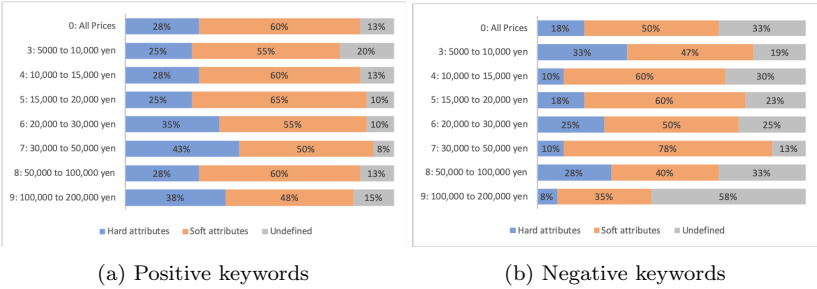 0: All Prices 28% 60% 13%
3: 5000 to 10,000 yen 25% 55% 20%
4: 10,000 to 15,000 yen 28% 60% 13%
5: 15,000 to 20,000 yen 25% 65% 10%
6: 20,000 to 30,000 yen 35% 55% 10%
7: 30,000 to 50,000 yen 43% 50% 8%
8: 50,000 to 100,000 yen 28% 60% 13%
9: 100,000 to 200,000 yen 38% 48% 15%
Hard attributes Soft attributes Undefined
(a) Positive keywords
0: All Prices 18% 50% 33%
3: 5000 to 10,000 yen 33% 47% 19%
4: 10,000 to 15,000 yen 10% 60% 30%
5: 15,000 to 20,000 yen 18% 60% 23%
6: 20,000 to 30,000 yen 25% 50% 25%
7: 30,000 to 50,000 yen 10% 78% 13%
8: 50,000 to 100,000 yen 28% 40% 33%
9: 100,000 to 200,000 yen 8% 35% 58%
Hard attributes Soft attributes Undefined
(b) Negative keywords